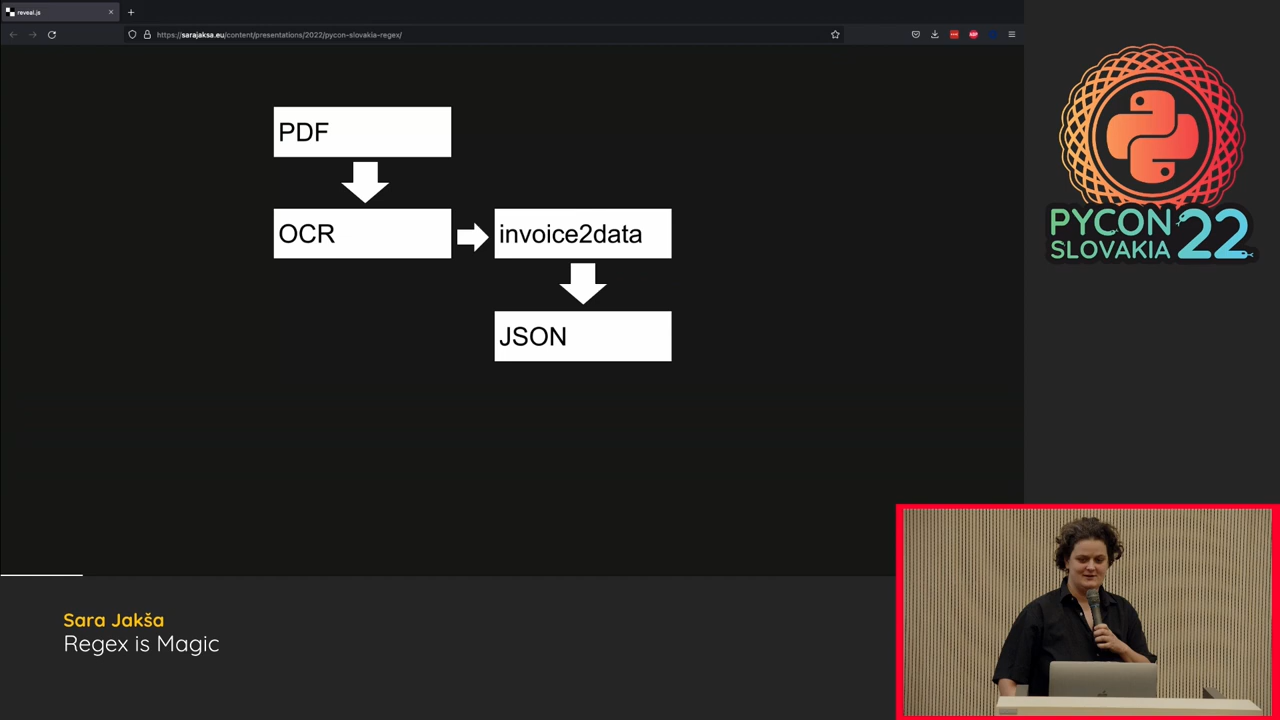 reveal.js
https://sarajaksa.eu/content/presentations/2022/pycon-slovakia-regex/
PDF
OCR
invoice2data
JSON
PYCON
SLOVAKIA
22
Sara Jakša
Regex is Magic